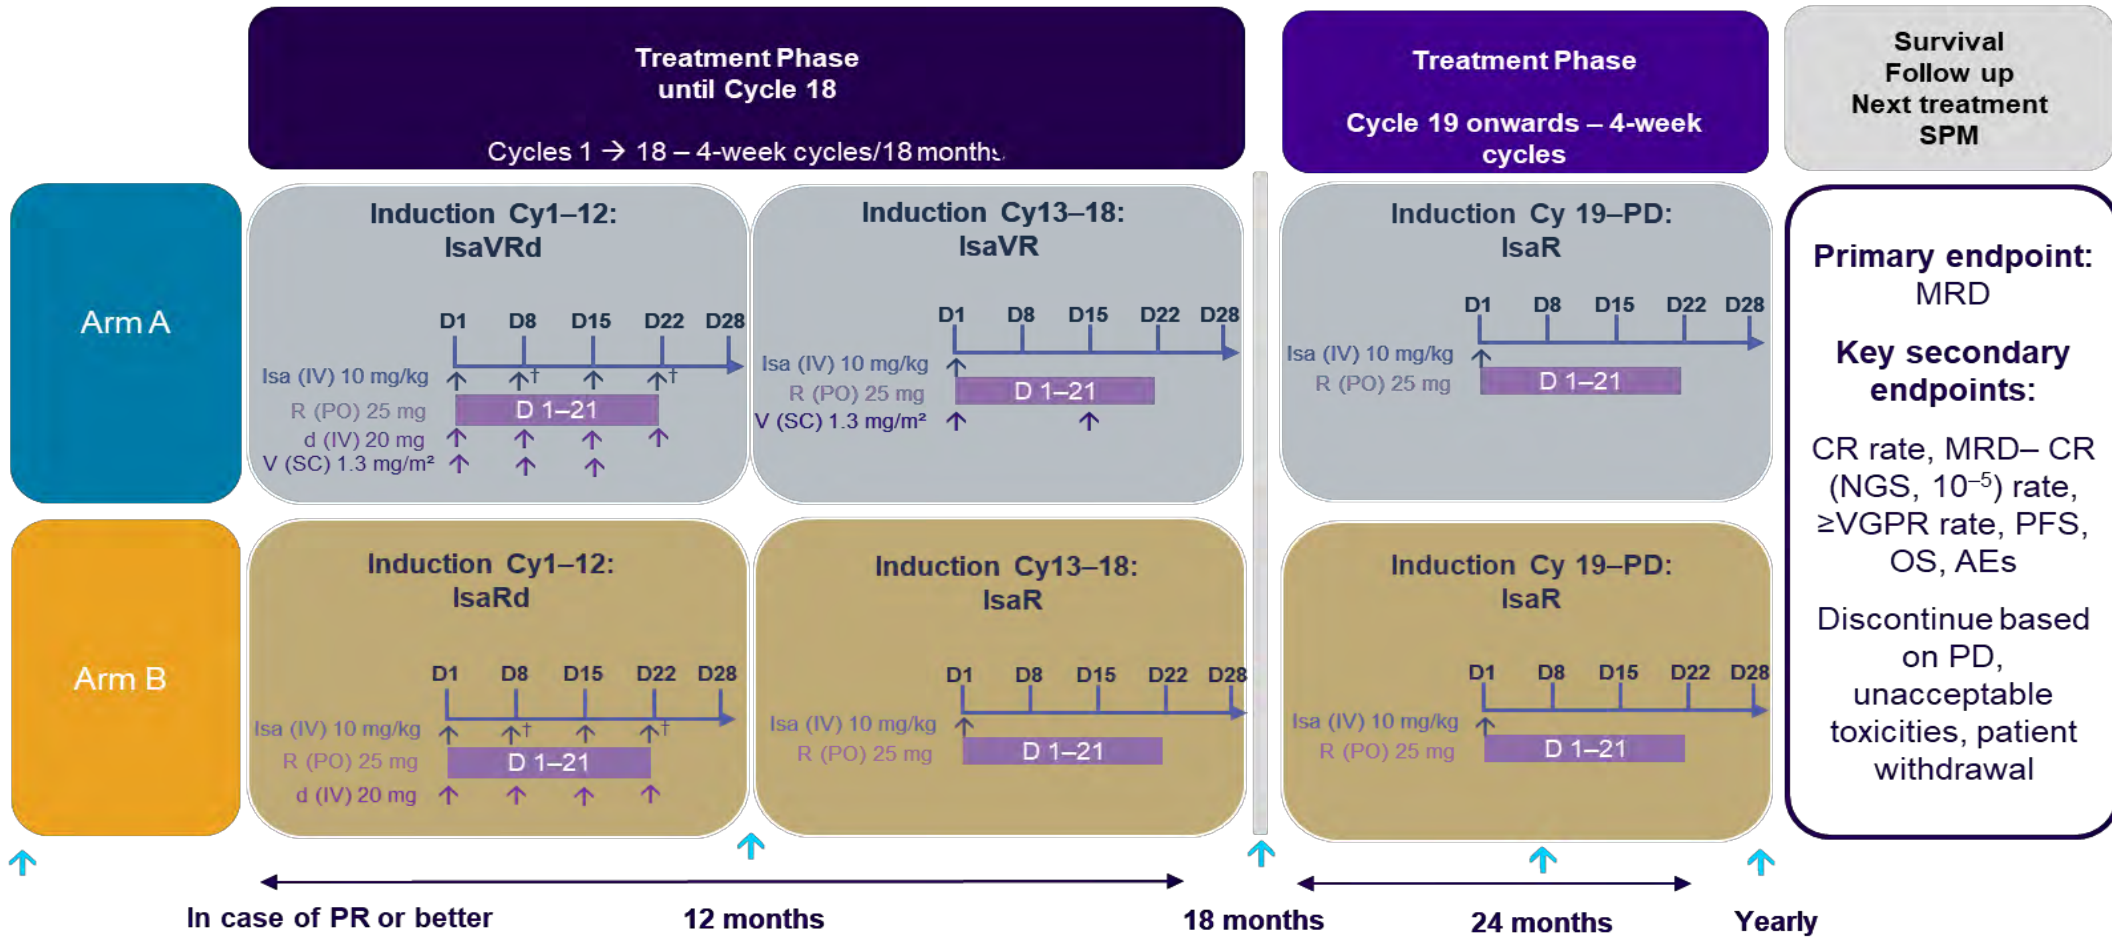 Treatment Phase
until Cycle 18
Cycles 1 → 18 – 4-week cycles/18 months
Treatment Phase
Cycle 19 onwards – 4-week
cycles
Survival
Follow up
Next treatment
SPM
Arm A
Induction Cy1–12:
IsaVRd
D1 D8 D15 D22 D28
Isa (IV) 10 mg/kg † †
R (PO) 25 mg D 1–21
d (IV) 20 mg
V (SC) 1.3 mg/m²
Induction Cy13–18:
IsaVR
D1 D8 D15 D22 D28
Isa (IV) 10 mg/kg
R (PO) 25 mg D 1–21
V (SC) 1.3 mg/m²
Induction Cy 19–PD:
IsaR
D1 D8 D15 D22 D28
Isa (IV) 10 mg/kg
R (PO) 25 mg D 1–21
Arm B
Induction Cy1–12:
IsaRd
D1 D8 D15 D22 D28
Isa (IV) 10 mg/kg † †
R (PO) 25 mg D 1–21
d (IV) 20 mg
Induction Cy13–18:
IsaR
D1 D8 D15 D22 D28
Isa (IV) 10 mg/kg
R (PO) 25 mg D 1–21
Induction Cy 19–PD:
IsaR
D1 D8 D15 D22 D28
Isa (IV) 10 mg/kg
R (PO) 25 mg D 1–21
Primary endpoint:
MRD
Key secondary
endpoints:
CR rate, MRD– CR
(NGS, 10⁻⁵) rate,
≥VGPR rate, PFS,
OS, AEs
Discontinue based
on PD,
unacceptable
toxicities, patient
withdrawal
In case of PR or better 12 months 18 months 24 months Yearly